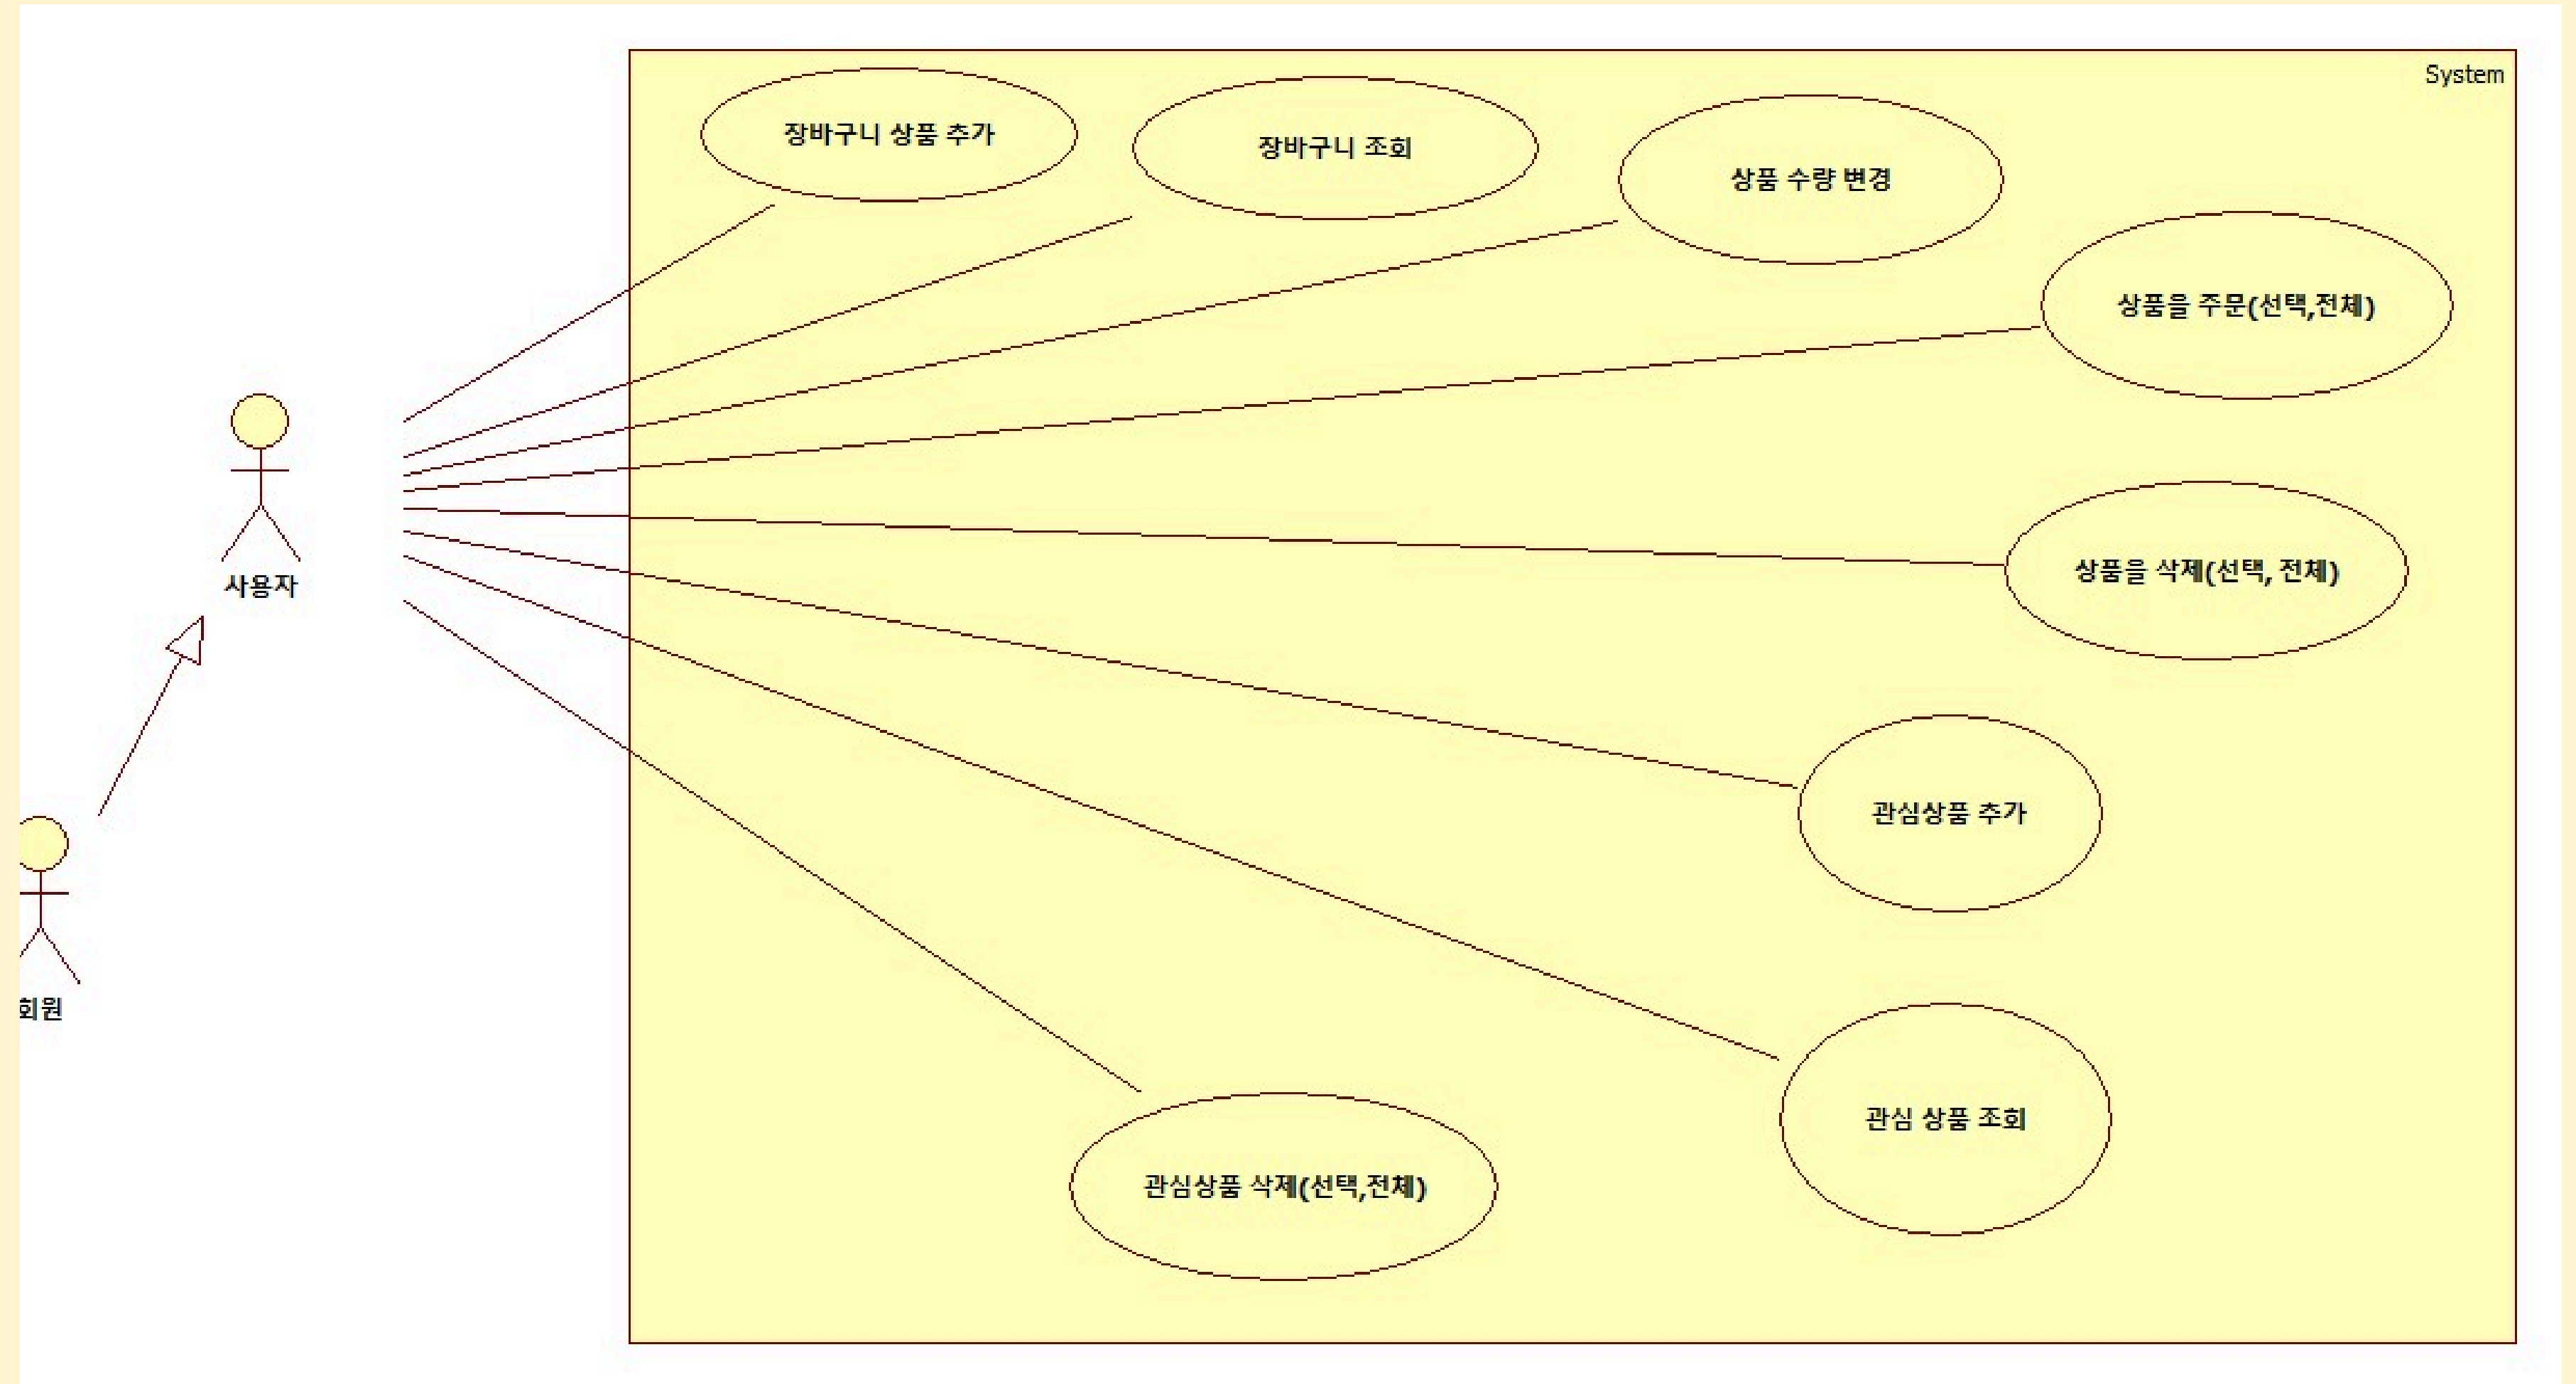 System
장바구니 상품 추가
장바구니 조회
상품 수량 변경
상품을 주문(선택,전체)
사용자
상품을 삭제(선택, 전체)
관심상품 추가
회원
관심 상품 조회
관심상품 삭제(선택,전체)